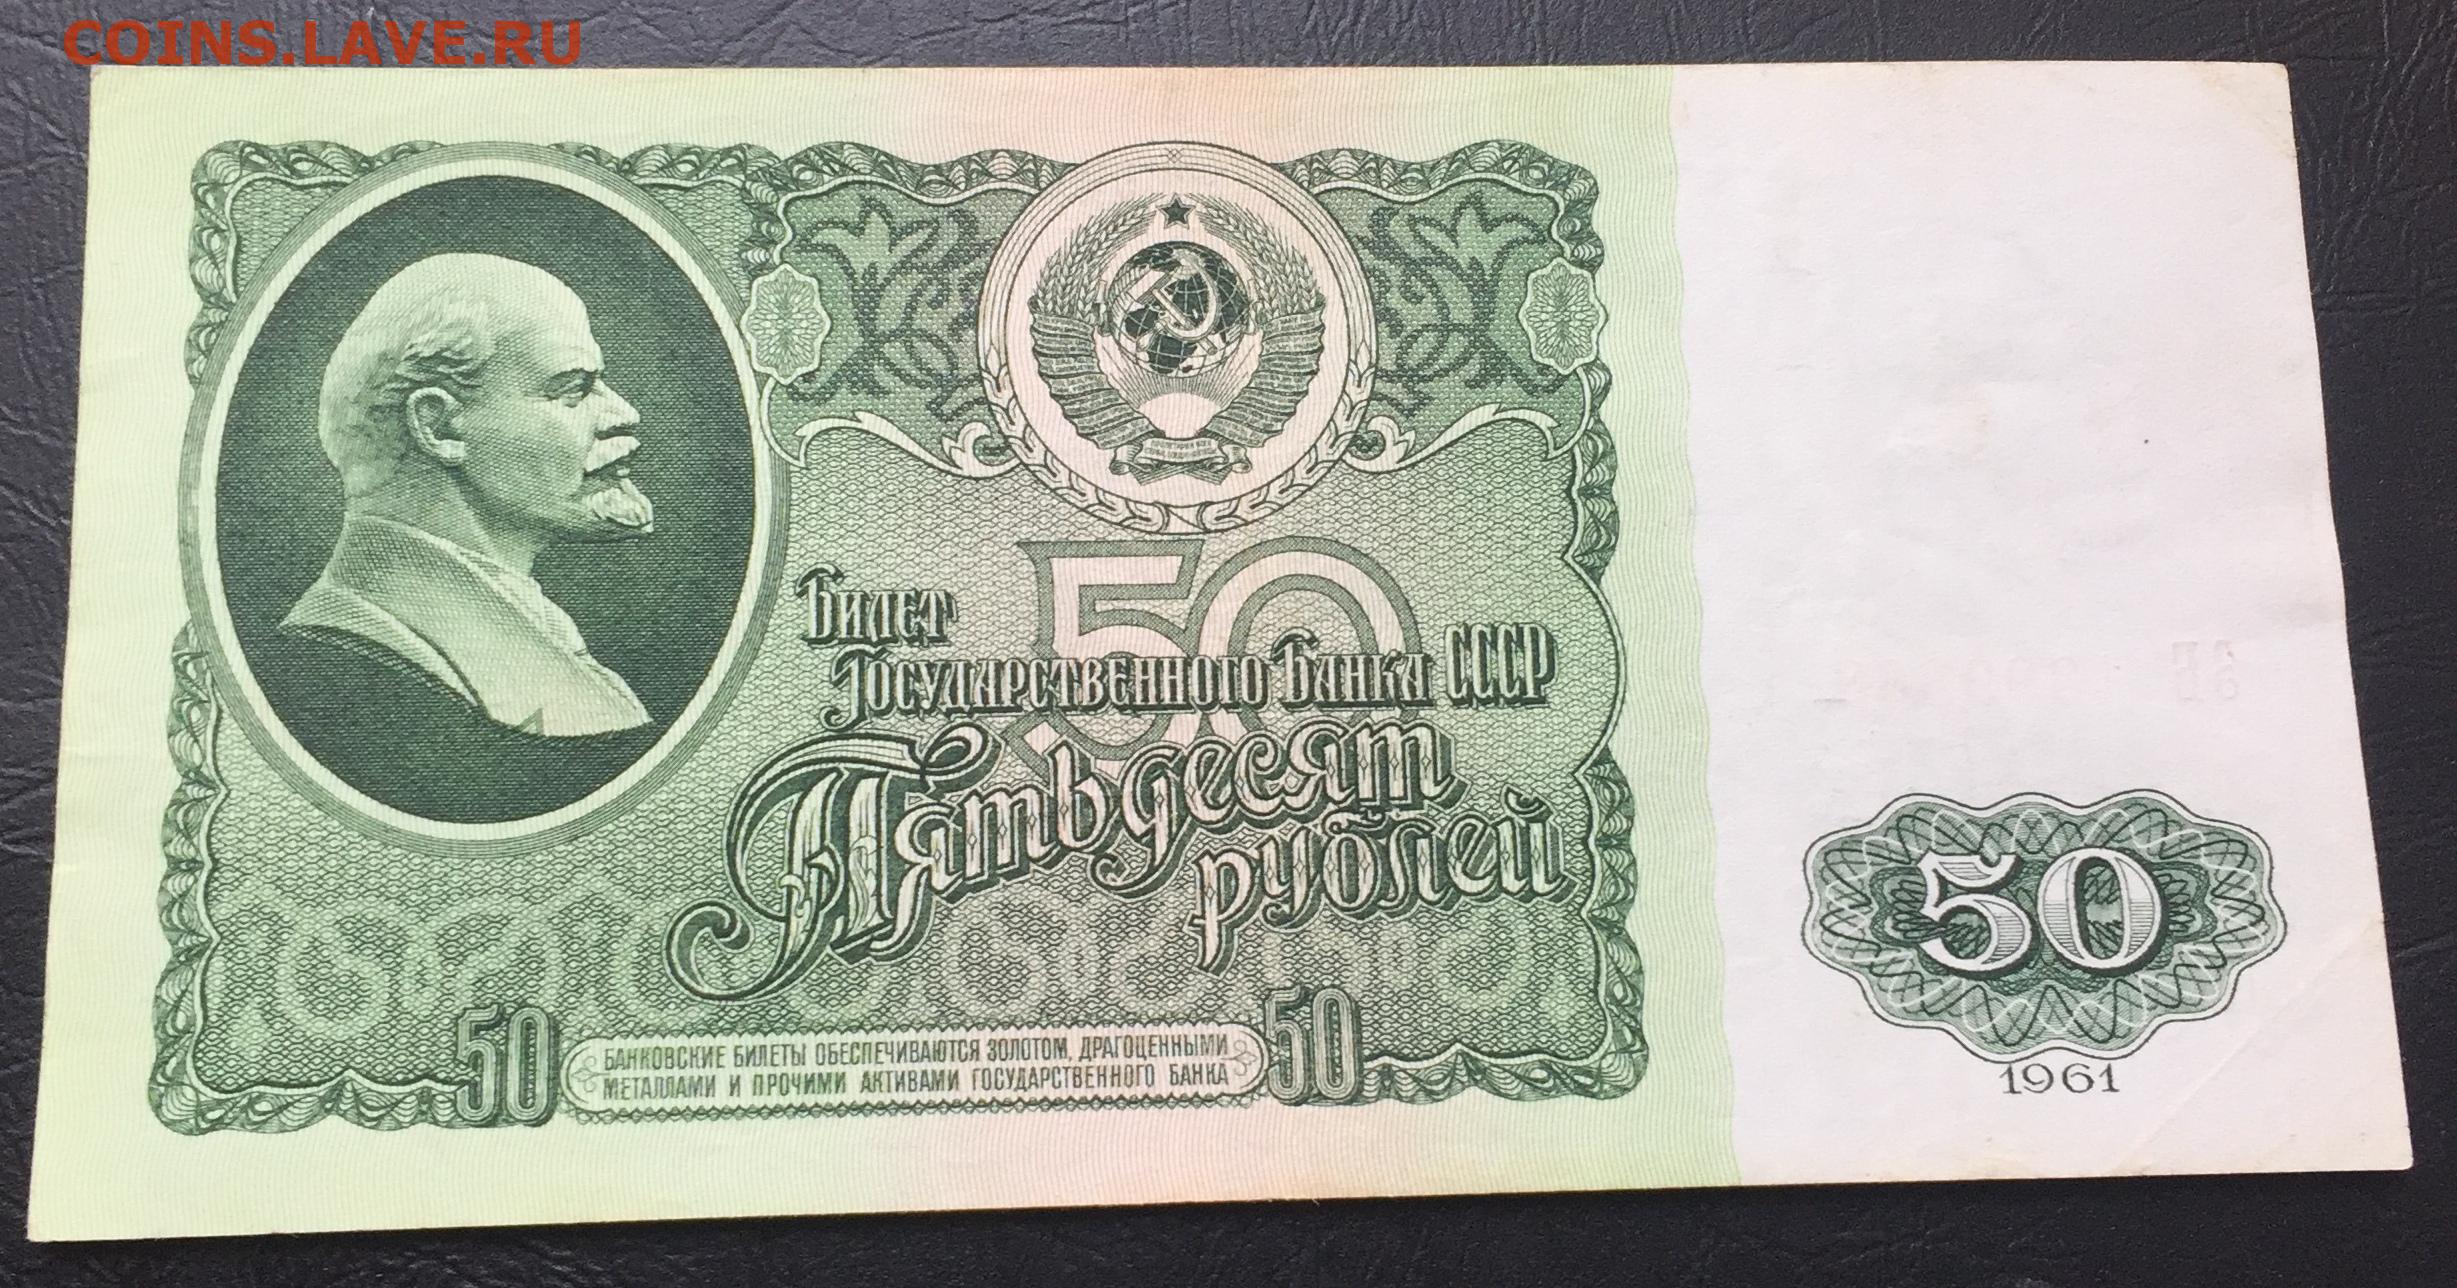 COINS.LAVE.RU
Билет
Государственного Банка СССР
50
Пятьдесят
рублей
50
БАНКОВСКИЕ БИЛЕТЫ ОБЕСПЕЧИВАЮТСЯ ЗОЛОТОМ, ДРАГОЦЕННЫМИ
МЕТАЛЛАМИ И ПРОЧИМИ АКТИВАМИ ГОСУДАРСТВЕННОГО БАНКА
50
50
1961